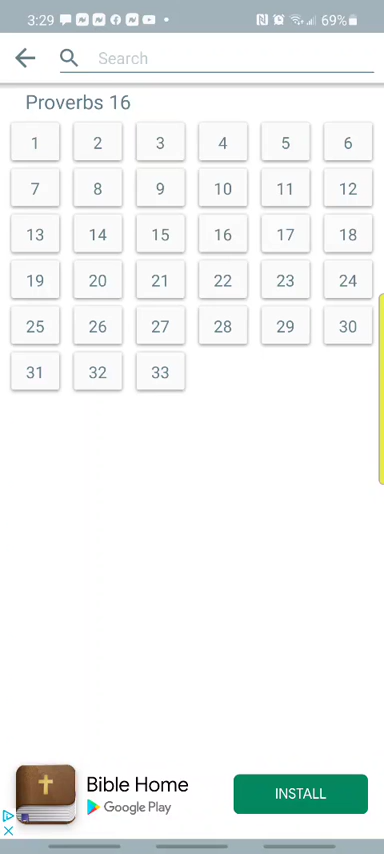 3:29 69%
Search
Proverbs 16
1 2 3 4 5 6
7 8 9 10 11 12
13 14 15 16 17 18
19 20 21 22 23 24
25 26 27 28 29 30
31 32 33
Bible Home
Google Play
INSTALL